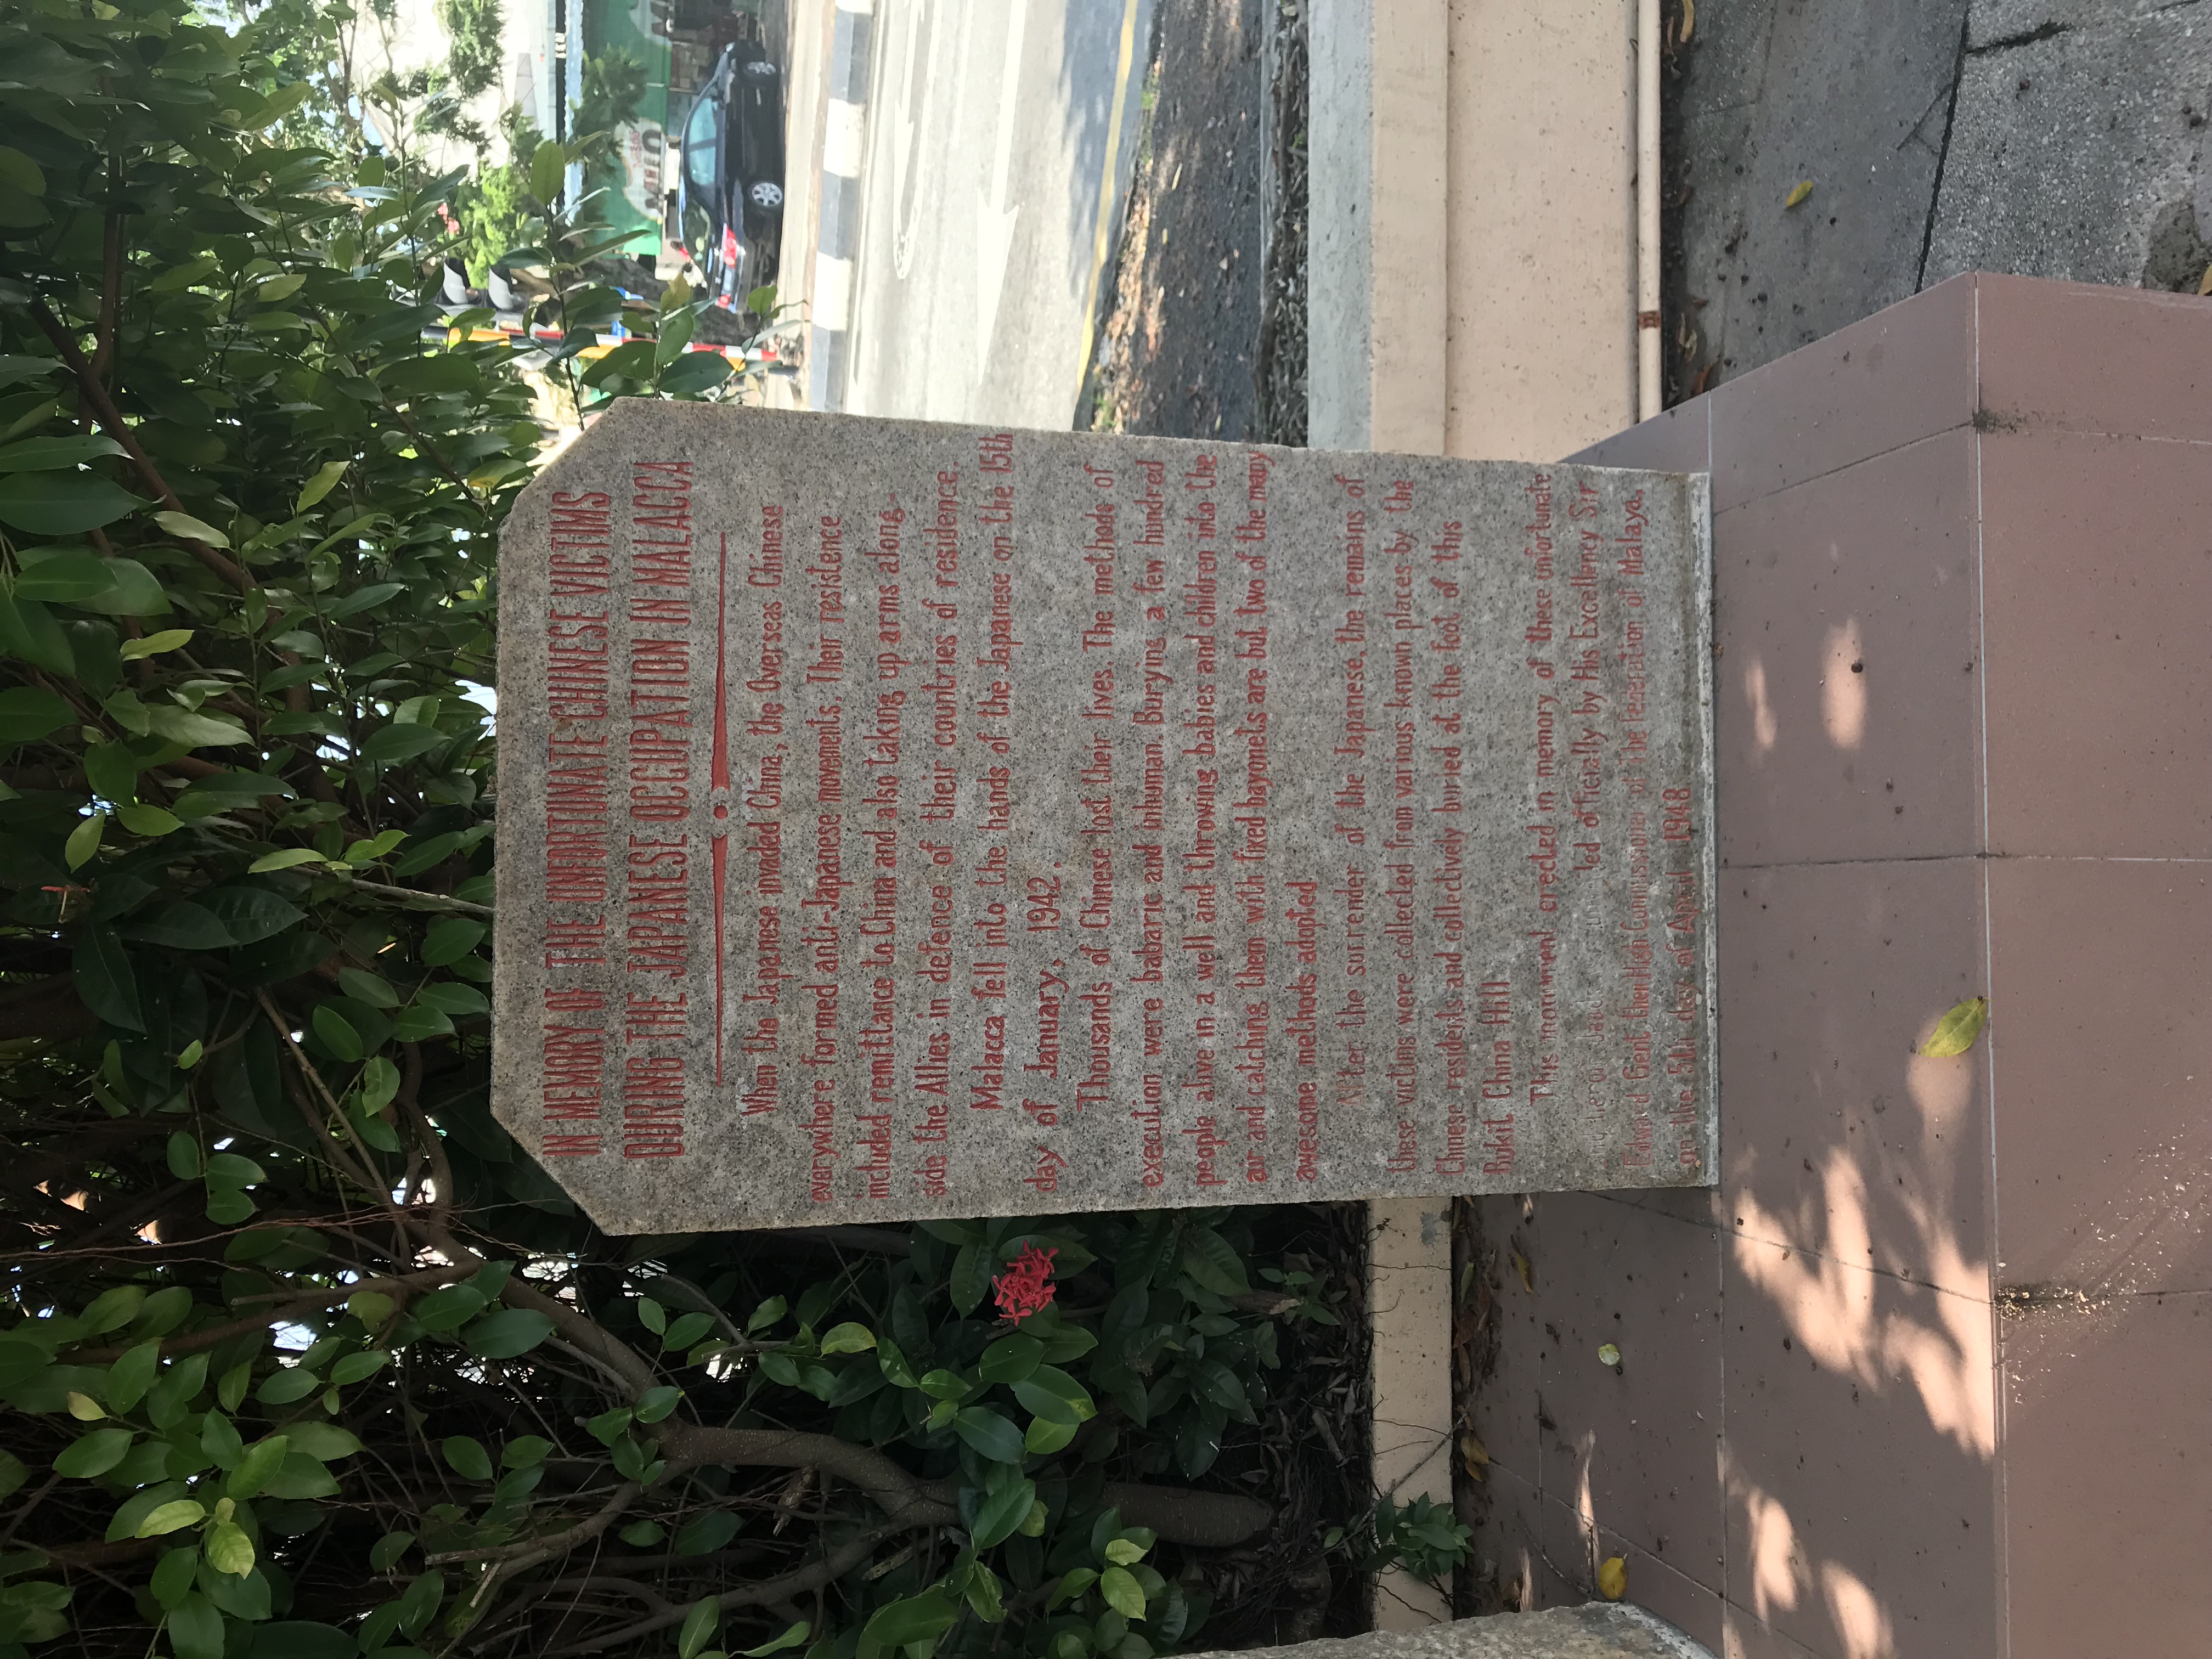 IN MEMORY OF THE UNFORTUNATE CHINESE VICTIMS
DURING THE JAPANESE OCCUPATION IN MALACCA
When the Japanese invaded China, the Overseas Chinese
everywhere formed anti-Japanese movements. Their resistence
included remittance to China and also taking up arms along-
side the Allies in defence of their countries of residence.
Malacca fell into the hands of the Japanese on the 15th
day of January, 1942.
Thousands of Chinese lost their lives. The methods of
execution were babaric and inhuman. Burying a few hundred
people alive in a well and throwing babies and children into the
air and catching them with fixed bayonets are but two of the many
awesome methods adopted
After the surrender of the Japanese, the remans of
these victims were collected from various known places by the
Chinese residents and collectively buried at the foot of this
Bukit China Hill
This monument erected in memory of these unfortunate
and heroic by His Excellency Sir
officially
Edward Gent, then High Commissioner of the Federation of Malaya,
on the 5th day of April 1948